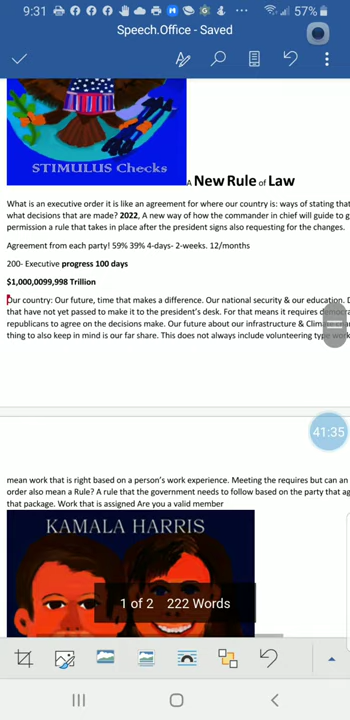 9:31
57%
Speech.Office - Saved
STIMULUS Checks
A New Rule of Law
What is an executive order it is like an agreement for where our country is: ways of stating that
what decisions that are made? 2022, A new way of how the commander in chief will guide to g
permission a rule that takes in place after the president signs also requesting for the changes.
Agreement from each party! 59% 39% 4-days- 2-weeks. 12/months
200- Executive progress 100 days
$1,000,0099,998 Trillion
Our country: Our future, time that makes a difference. Our national security & our education. D
that have not yet passed to make it to the president's desk. For that means it requires democra
republicans to agree on the decisions make. Our future about our infrastructure & Clim
thing to also keep in mind is our far share. This does not always include volunteering type work
41:35
mean work that is right based on a person's work experience. Meeting the requires but can an
order also mean a Rule? A rule that the government needs to follow based on the party that ag
that package. Work that is assigned Are you a valid member
KAMALA HARRIS
1 of 2 222 Words